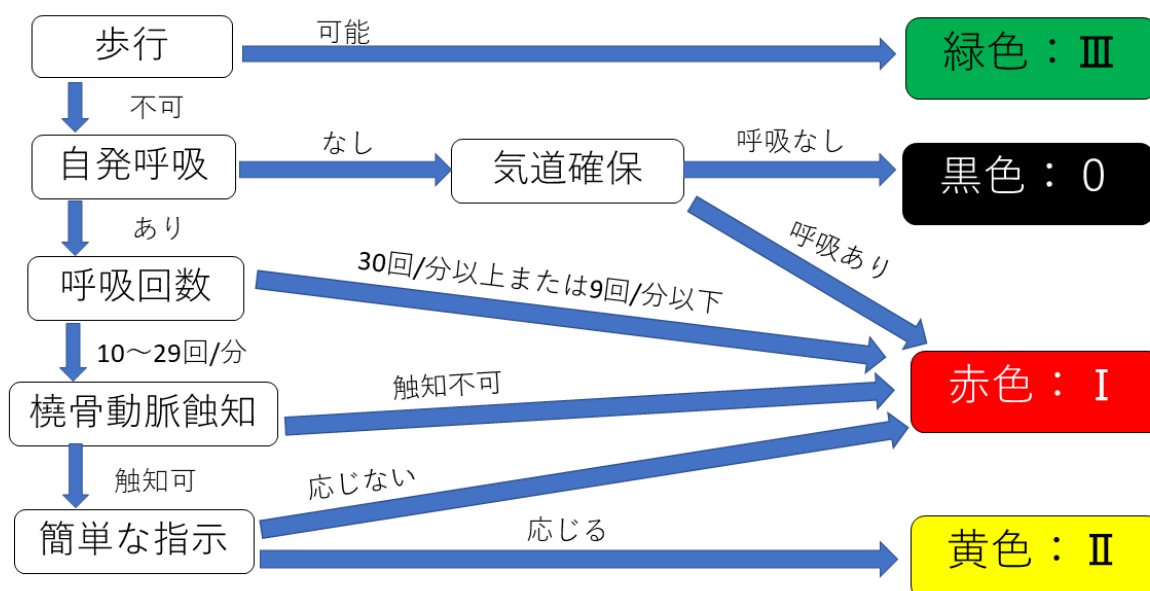 歩行
可能
緑色：Ⅲ
不可
自発呼吸
なし
気道確保
呼吸なし
黒色：0
あり
呼吸あり
呼吸回数
30回/分以上または9回/分以下
10～29回/分
赤色：Ⅰ
橈骨動脈蝕知
触知不可
触知可
応じない
簡単な指示
応じる
黄色：Ⅱ